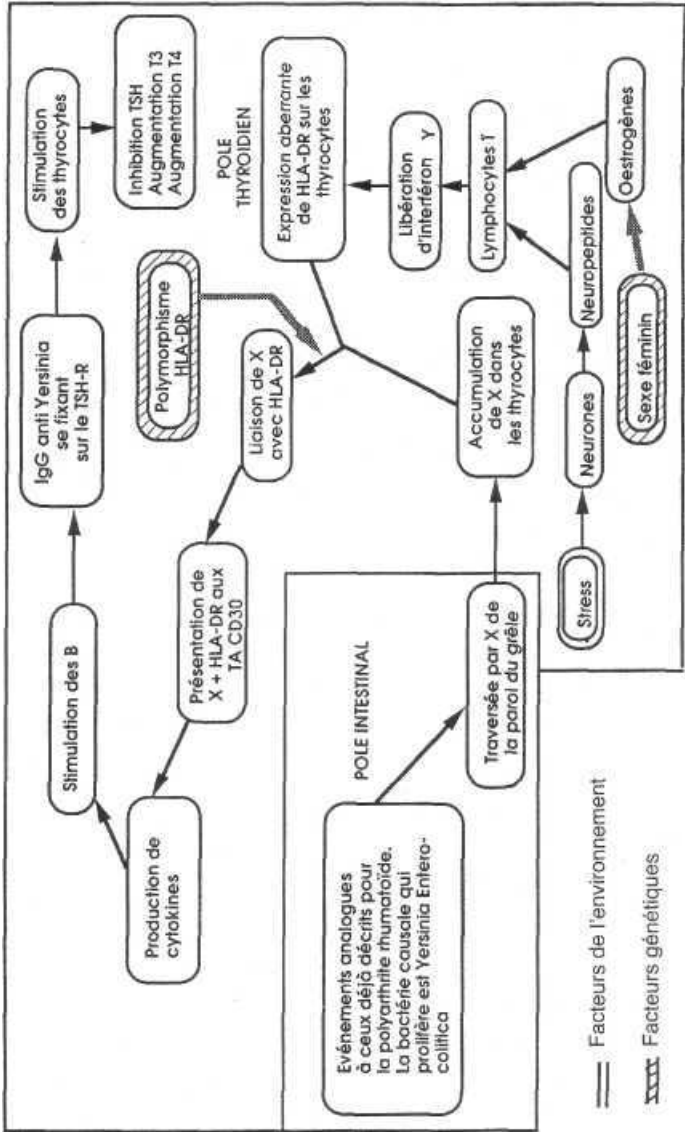 POLE INTESTINAL
Evénements analogues
à ceux déjà décrits pour
la polyarthrite rhumatoïde.
La bactérie causale qui
prolifère est Yersinia Entero-
colitica
Traversée par X de
la paroi du grêle
Accumulation
de X dans
les thyrocytes
Stress
Neurones
Neuropeptides
Sexe féminin
Oestrogènes
Lymphocytes T
Libération
d'interféron γ
Expression aberrante
de HLA-DR sur les
thyrocytes
POLE
THYROIDIEN
Polymorphisme
HLA-DR
Liaison de X
avec HLA-DR
Présentation de
X + HLA-DR aux
TA CD30
Production de
cytokines
Stimulation des B
IgG anti Yersinia
se fixant
sur le TSH-R
Stimulation
des thyrocytes
Inhibition TSH
Augmentation T3
Augmentation T4
Facteurs de l'environnement
Facteurs génétiques